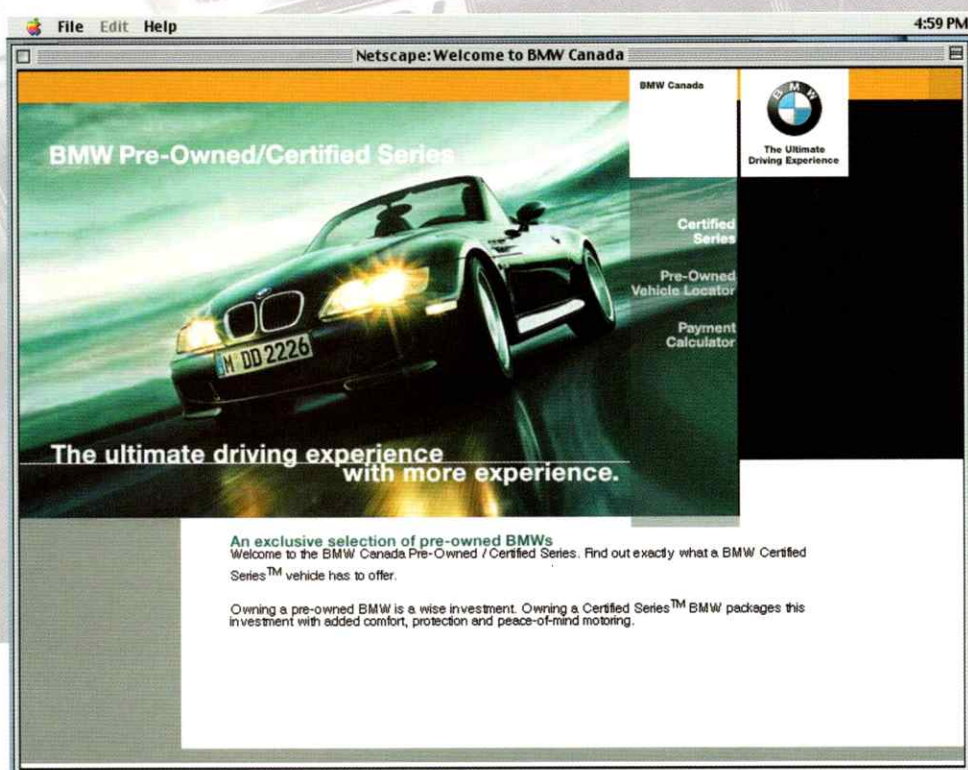 File Edit Help
4:59 PM
Netscape: Welcome to BMW Canada
BMW Canada
BMW
The Ultimate
Driving Experience
BMW Pre-Owned/Certified Series
Certified
Series
Pre-Owned
Vehicle Locator
Payment
Calculator
M DD 2226
The ultimate driving experience
with more experience.
An exclusive selection of pre-owned BMWs
Welcome to the BMW Canada Pre-Owned / Certified Series. Find out exactly what a BMW Certified
Series™ vehicle has to offer.
Owning a pre-owned BMW is a wise investment. Owning a Certified Series™ BMW packages this
investment with added comfort, protection and peace-of-mind motoring.